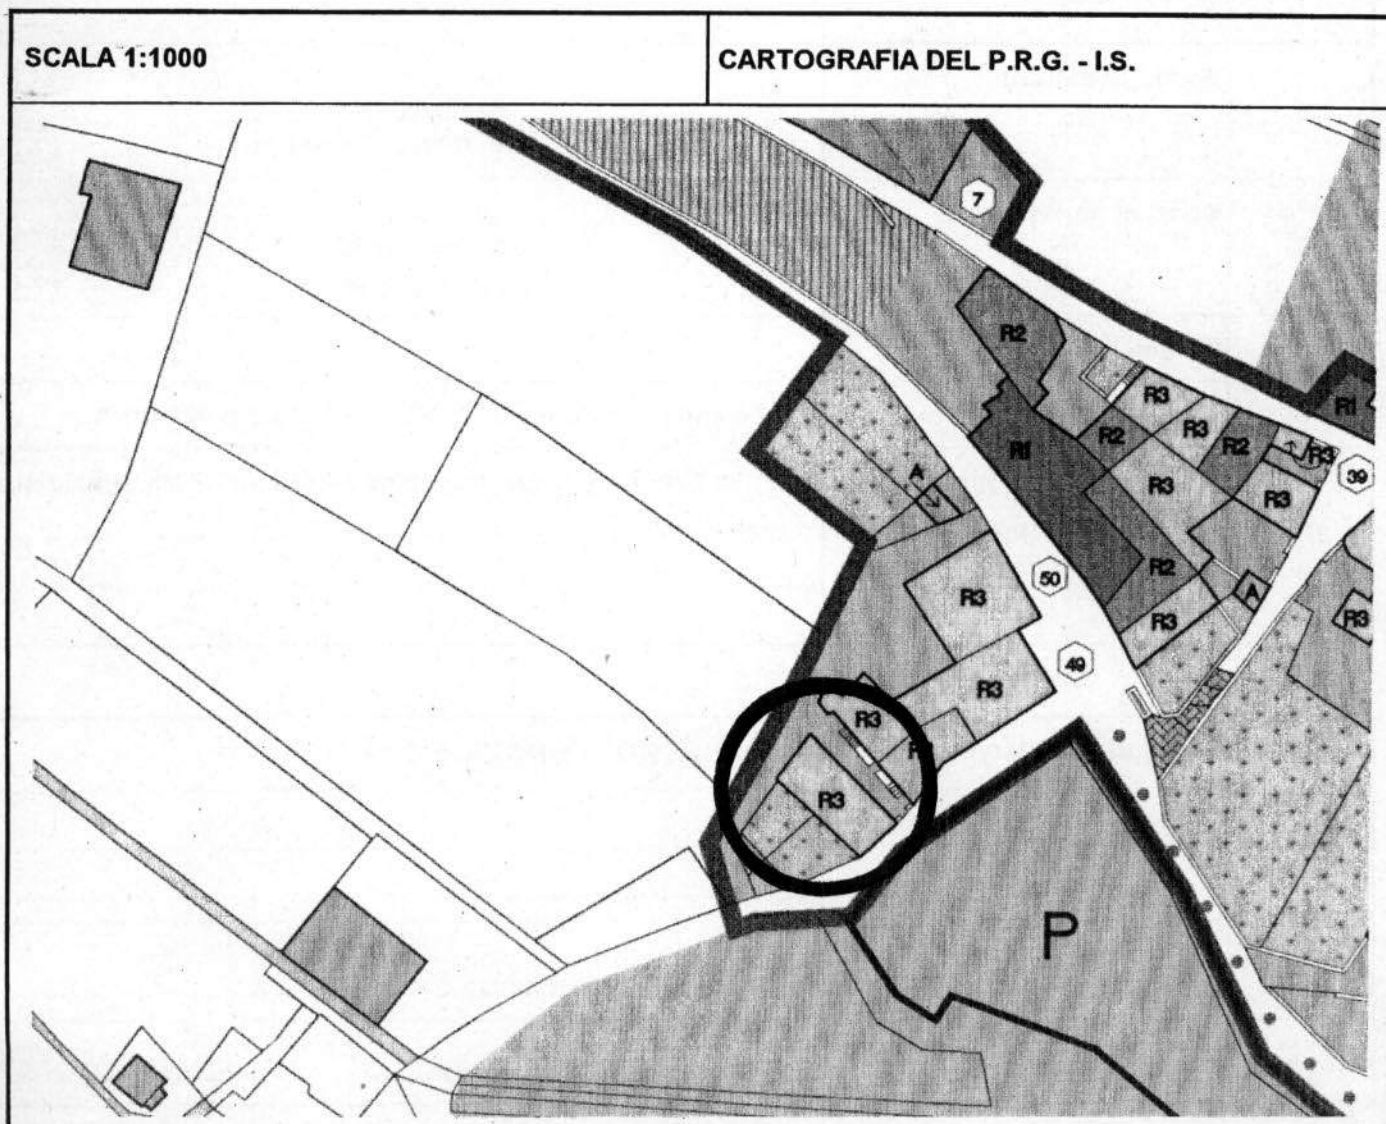 SCALA 1:1000
CARTOGRAFIA DEL P.R.G. - I.S.
7
R2
R3
R1
R3
R2
R2
R3
R1
A
R3
39
R3
50
R2
R3
A
R3
R3
49
R3
R3
R3
P